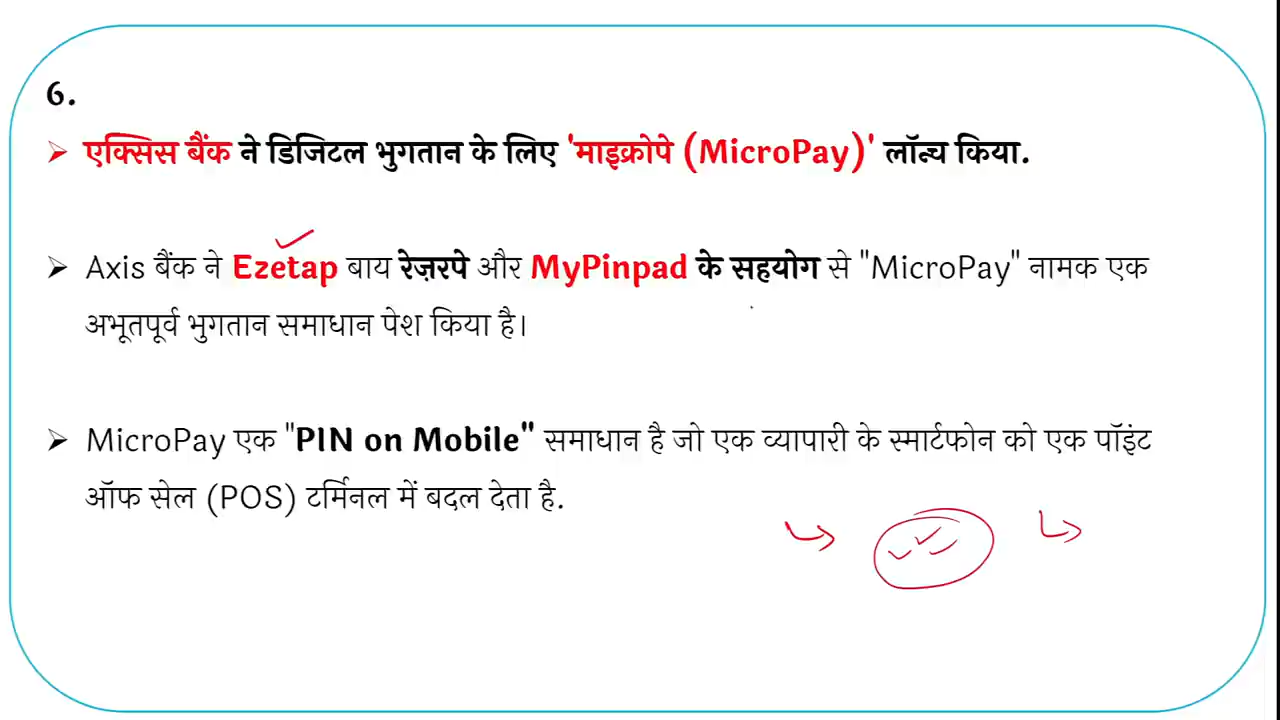 6.
➢ एक्सिस बैंक ने डिजिटल भुगतान के लिए 'माइक्रोपे (MicroPay)' लॉन्च किया.
➢ Axis बैंक ने Ezetap बाय रेज़रपे और MyPinpad के सहयोग से "MicroPay" नामक एक
अभूतपूर्व भुगतान समाधान पेश किया है।
➢ MicroPay एक "PIN on Mobile" समाधान है जो एक व्यापारी के स्मार्टफोन को एक पॉइंट
ऑफ सेल (POS) टर्मिनल में बदल देता है.